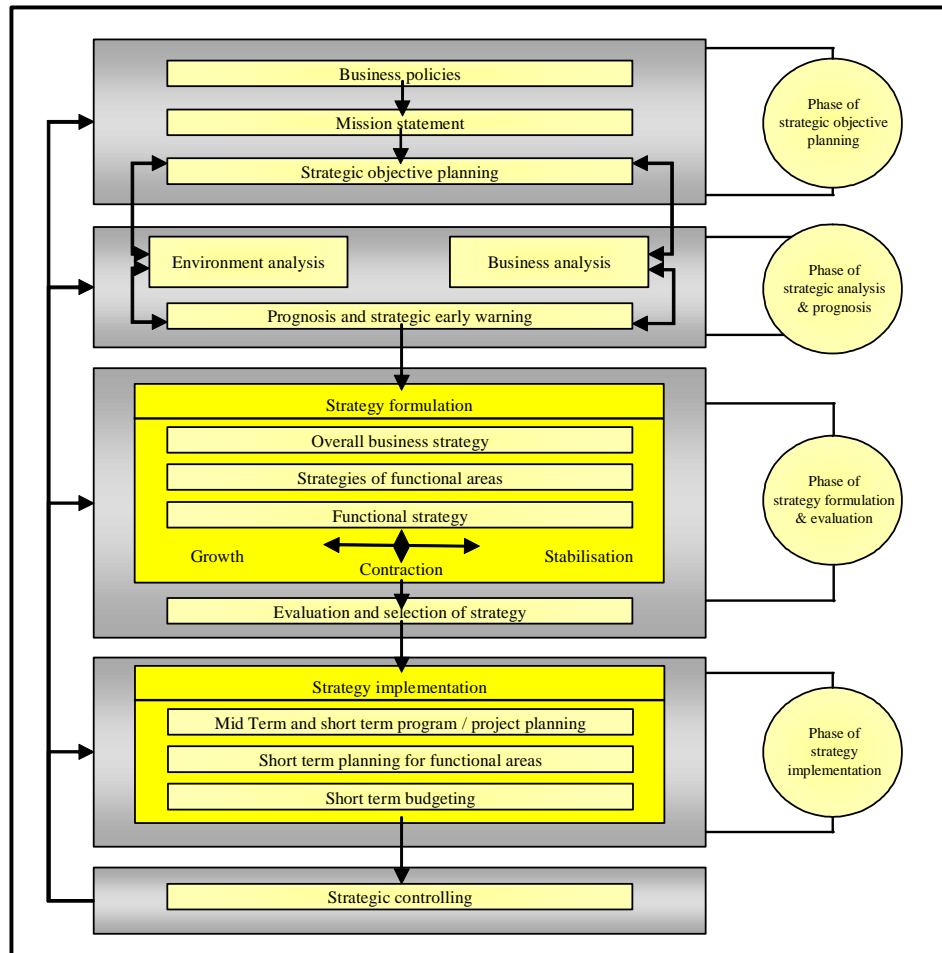 Business policies
Mission statement
Strategic objective planning
Phase of
strategic objective
planning
Environment analysis
Business analysis
Prognosis and strategic early warning
Phase of
strategic analysis
& prognosis
Strategy formulation
Overall business strategy
Strategies of functional areas
Functional strategy
Growth
Contraction
Stabilisation
Evaluation and selection of strategy
Phase of
strategy formulation
& evaluation
Strategy implementation
Mid Term and short term program / project planning
Short term planning for functional areas
Short term budgeting
Phase of
strategy
implementation
Strategic controlling